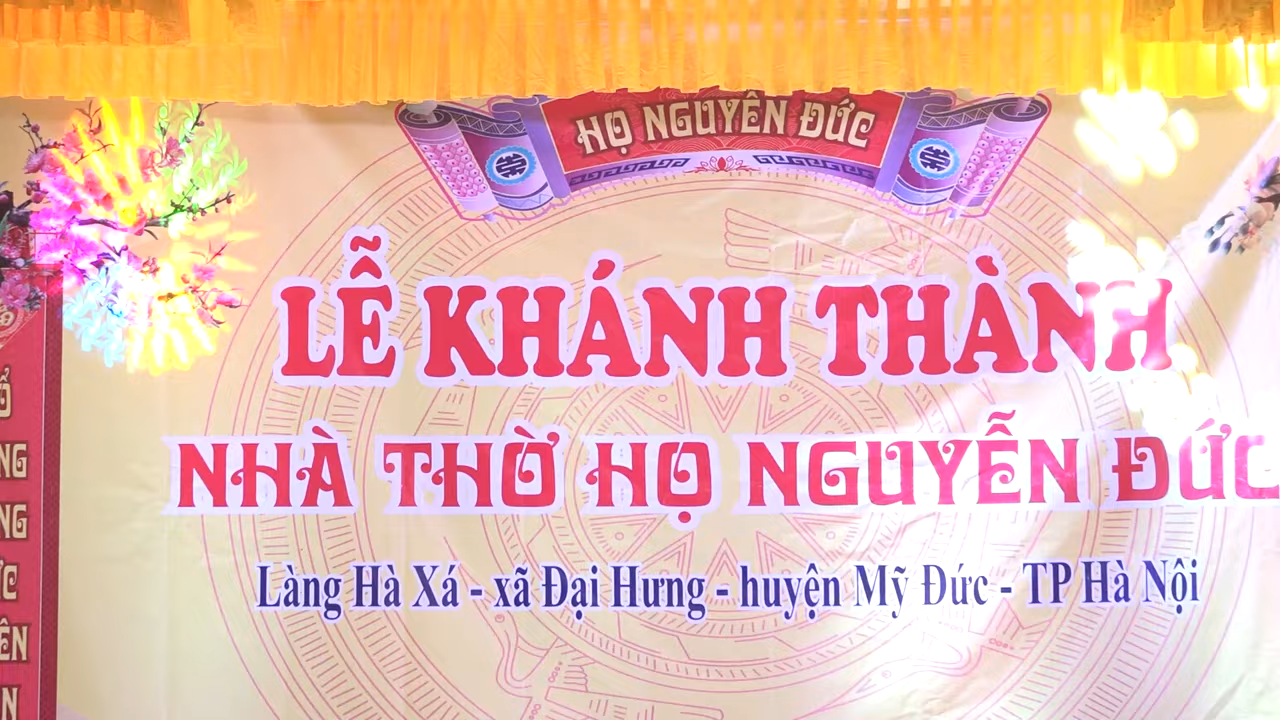 HỌ NGUYỄN ĐỨC
LỄ KHÁNH THÀNH
NHÀ THỜ HỌ NGUYỄN ĐỨC
Làng Hà Xá - xã Đại Hưng - huyện Mỹ Đức - TP Hà Nội